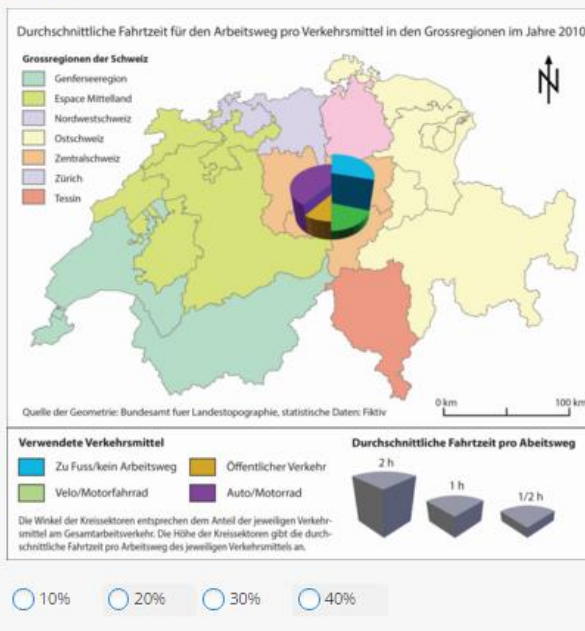 Durchschnittliche Fahrtzeit für den Arbeitsweg pro Verkehrsmittel in den Grossregionen im Jahre 2010
Grossregionen der Schweiz
Genferseeregion
Espace Mittelland
Nordwestschweiz
Ostschweiz
Zentralschweiz
Zürich
Tessin
N
Quelle der Geometrie: Bundesamt fuer Landestopographie, statistische Daten: Fiktiv
0 km
100 km
Verwendete Verkehrsmittel
Zu Fuss/kein Arbeitsweg
Öffentlicher Verkehr
Velo/Motorfahrrad
Auto/Motorrad
Die Winkel der Kreissektoren entsprechen dem Anteil der jeweiligen Verkehr-
smittel am Gesamtarbeitsverkehr. Die Höhe der Kreissektoren gibt die durch-
schnittliche Fahrtzeit pro Arbeitsweg des jeweiligen Verkehrsmittels an.
Durchschnittliche Fahrtzeit pro Abeitsweg
2 h
1 h
1/2 h
10% 20% 30% 40%